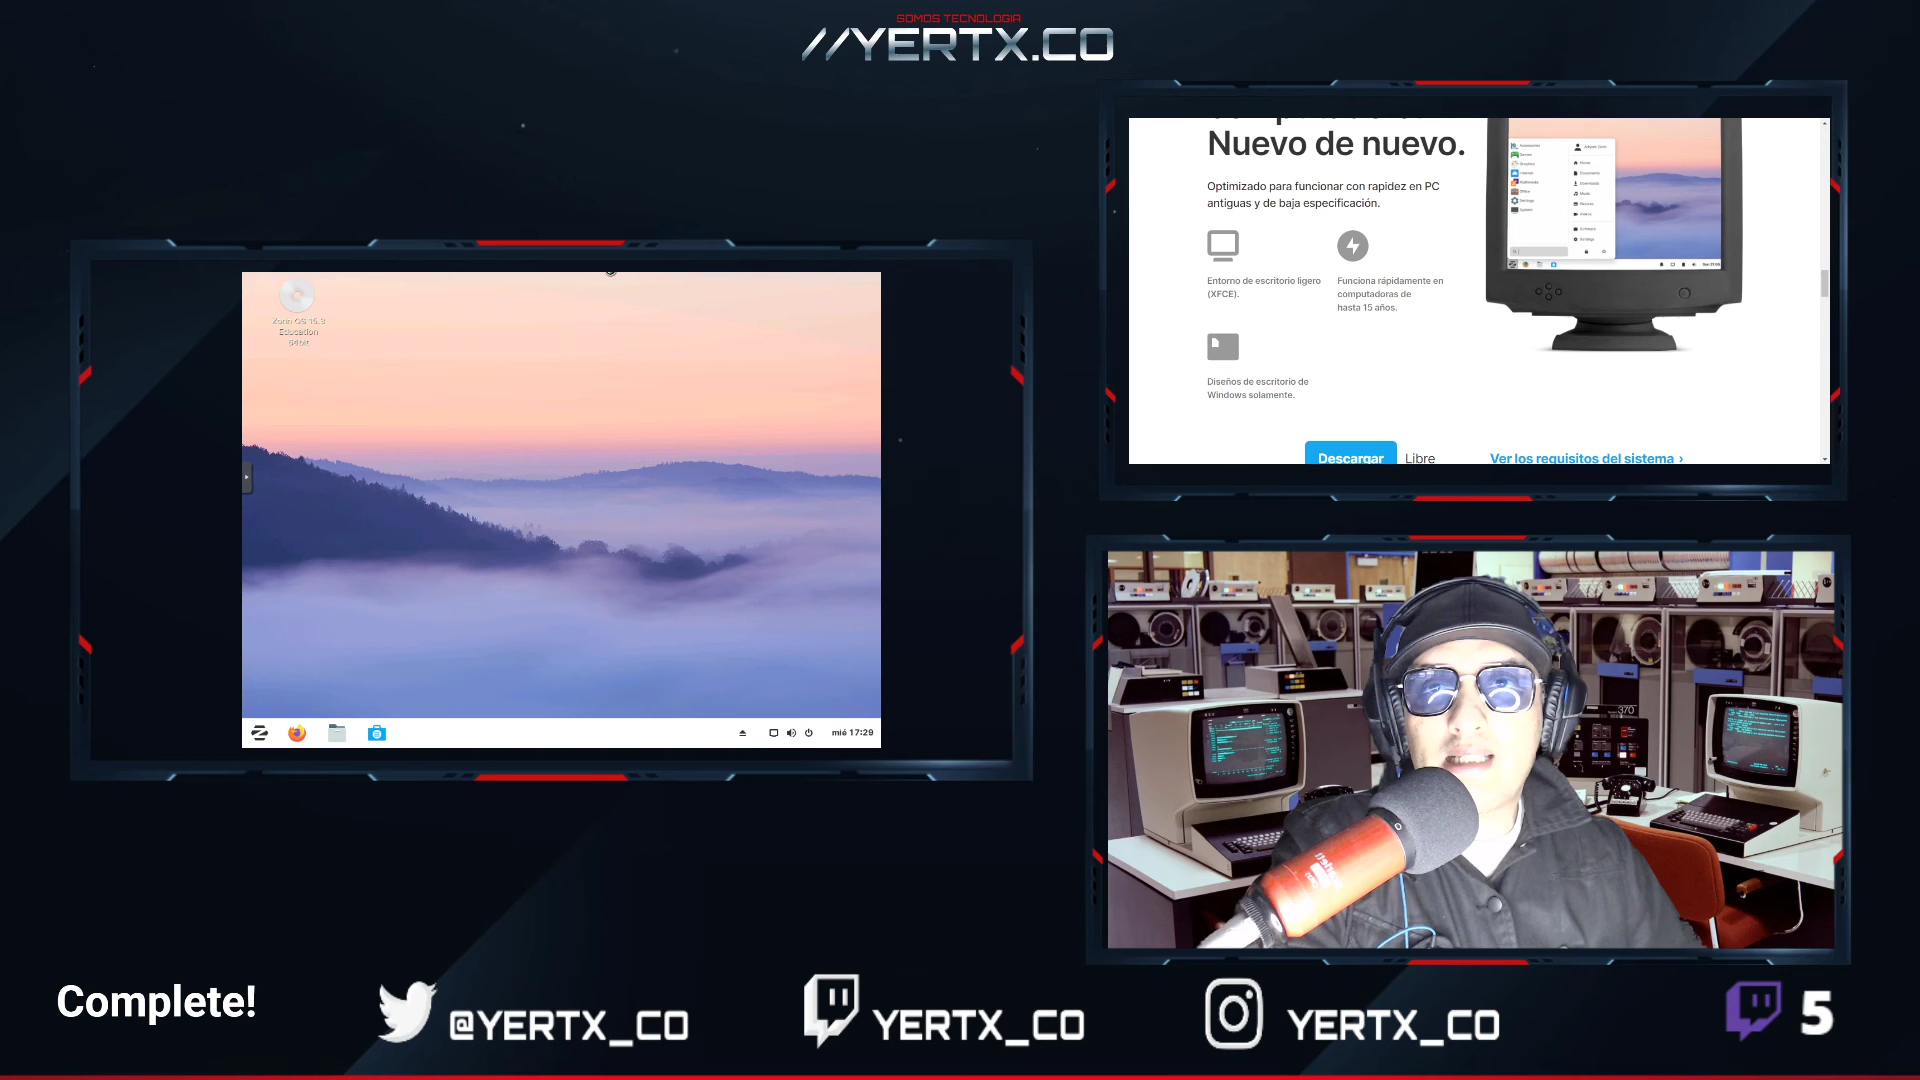 SOMOS TECNOLOGIA
//YERTX.CO
Nuevo de nuevo.
Optimizado para funcionar con rapidez en PC
antiguas y de baja especificación.
Entorno de escritorio ligero
(XFCE).
Funciona rápidamente en
computadoras de
hasta 15 años.
Diseños de escritorio de
Windows solamente.
Descargar
Libre
Ver los requisitos del sistema ›
Zorin OS 15.3
Education
64bit
mié 17:29
370
Complete!
@YERTX_CO
YERTX_CO
YERTX_CO
5